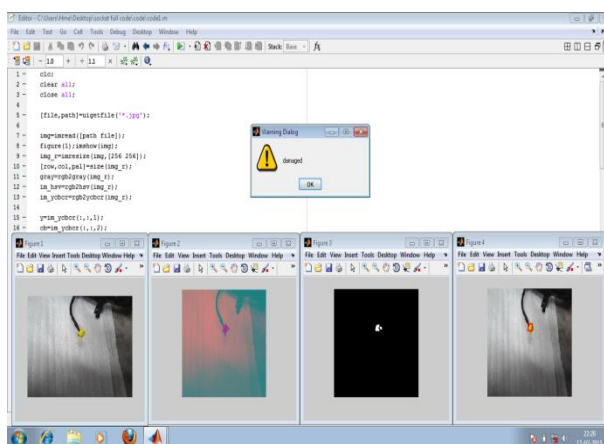 Editor - C:\Users\Hme\Desktop\socket full code\code\code1.m
File Edit Text Go Cell Tools Debug Desktop Window Help
Stack: Base fx
- 1.0 + ÷ 1.1 ×
1 - clc;
2 - clear all;
3 - close all;
4
5 - [file,path]=uigetfile('*.jpg');
6
7 - img=imread([path file]);
8 - figure(1);imshow(img);
9 - img_r=imresize(img,[256 256]);
10 - [row,col,pal]=size(img_r);
11 - gray=rgb2gray(img_r);
12 - im_hsv=rgb2hsv(img_r);
13 - im_ycbcr=rgb2ycbcr(img_r);
14
15 - y=im_ycbcr(:,:,1);
16 - cb=im_ycbcr(:,:,2);
Warning Dialog
damaged
OK
Figure 1
File Edit View Insert Tools Desktop Window Help
Figure 2
File Edit View Insert Tools Desktop Window Help
Figure 3
File Edit View Insert Tools Desktop Window Help
Figure 4
File Edit View Insert Tools Desktop Window Help